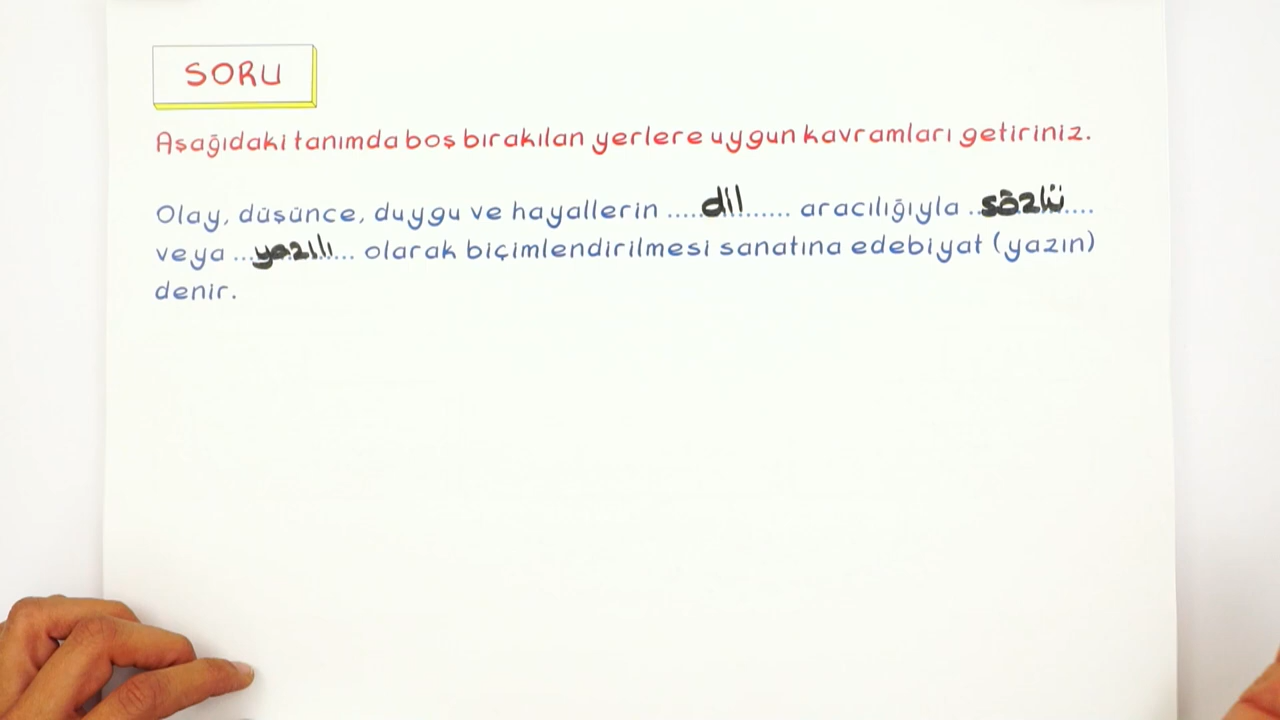 SORU
Aşağıdaki tanımda boş bırakılan yerlere uygun kavramları getiriniz.
Olay, düşünce, duygu ve hayallerin .....dil....... aracılığıyla ..sözlü....
veya ...yazılı... olarak biçimlendirilmesi sanatına edebiyat (yazın)
denir.